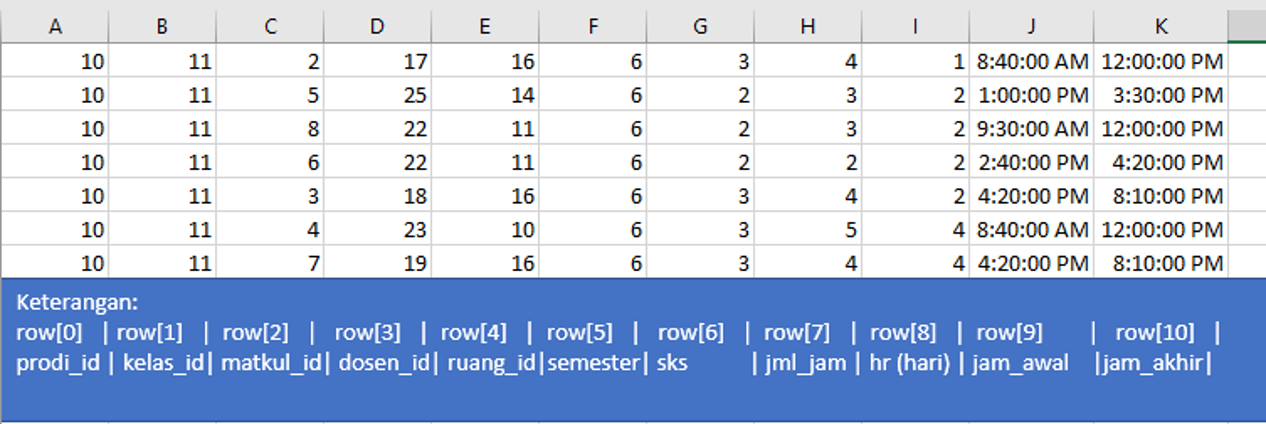 A B C D E F G H I J K
10 11 2 17 16 6 3 4 1 8:40:00 AM 12:00:00 PM
10 11 5 25 14 6 2 3 2 1:00:00 PM 3:30:00 PM
10 11 8 22 11 6 2 3 2 9:30:00 AM 12:00:00 PM
10 11 6 22 11 6 2 2 2 2:40:00 PM 4:20:00 PM
10 11 3 18 16 6 3 4 2 4:20:00 PM 8:10:00 PM
10 11 4 23 10 6 3 5 4 8:40:00 AM 12:00:00 PM
10 11 7 19 16 6 3 4 4 4:20:00 PM 8:10:00 PM
Keterangan:
row[0] | row[1] | row[2] | row[3] | row[4] | row[5] | row[6] | row[7] | row[8] | row[9] | row[10] |
prodi_id | kelas_id| matkul_id| dosen_id| ruang_id|semester| sks | jml_jam | hr (hari) | jam_awal |jam_akhir|